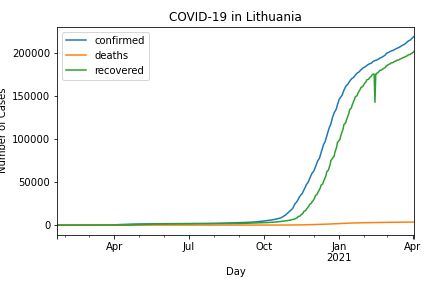 COVID-19 in Lithuania
confirmed
deaths
recovered
200000
150000
100000
50000
0
Number of Cases
Apr
Jul
Oct
Jan
2021
Apr
Day